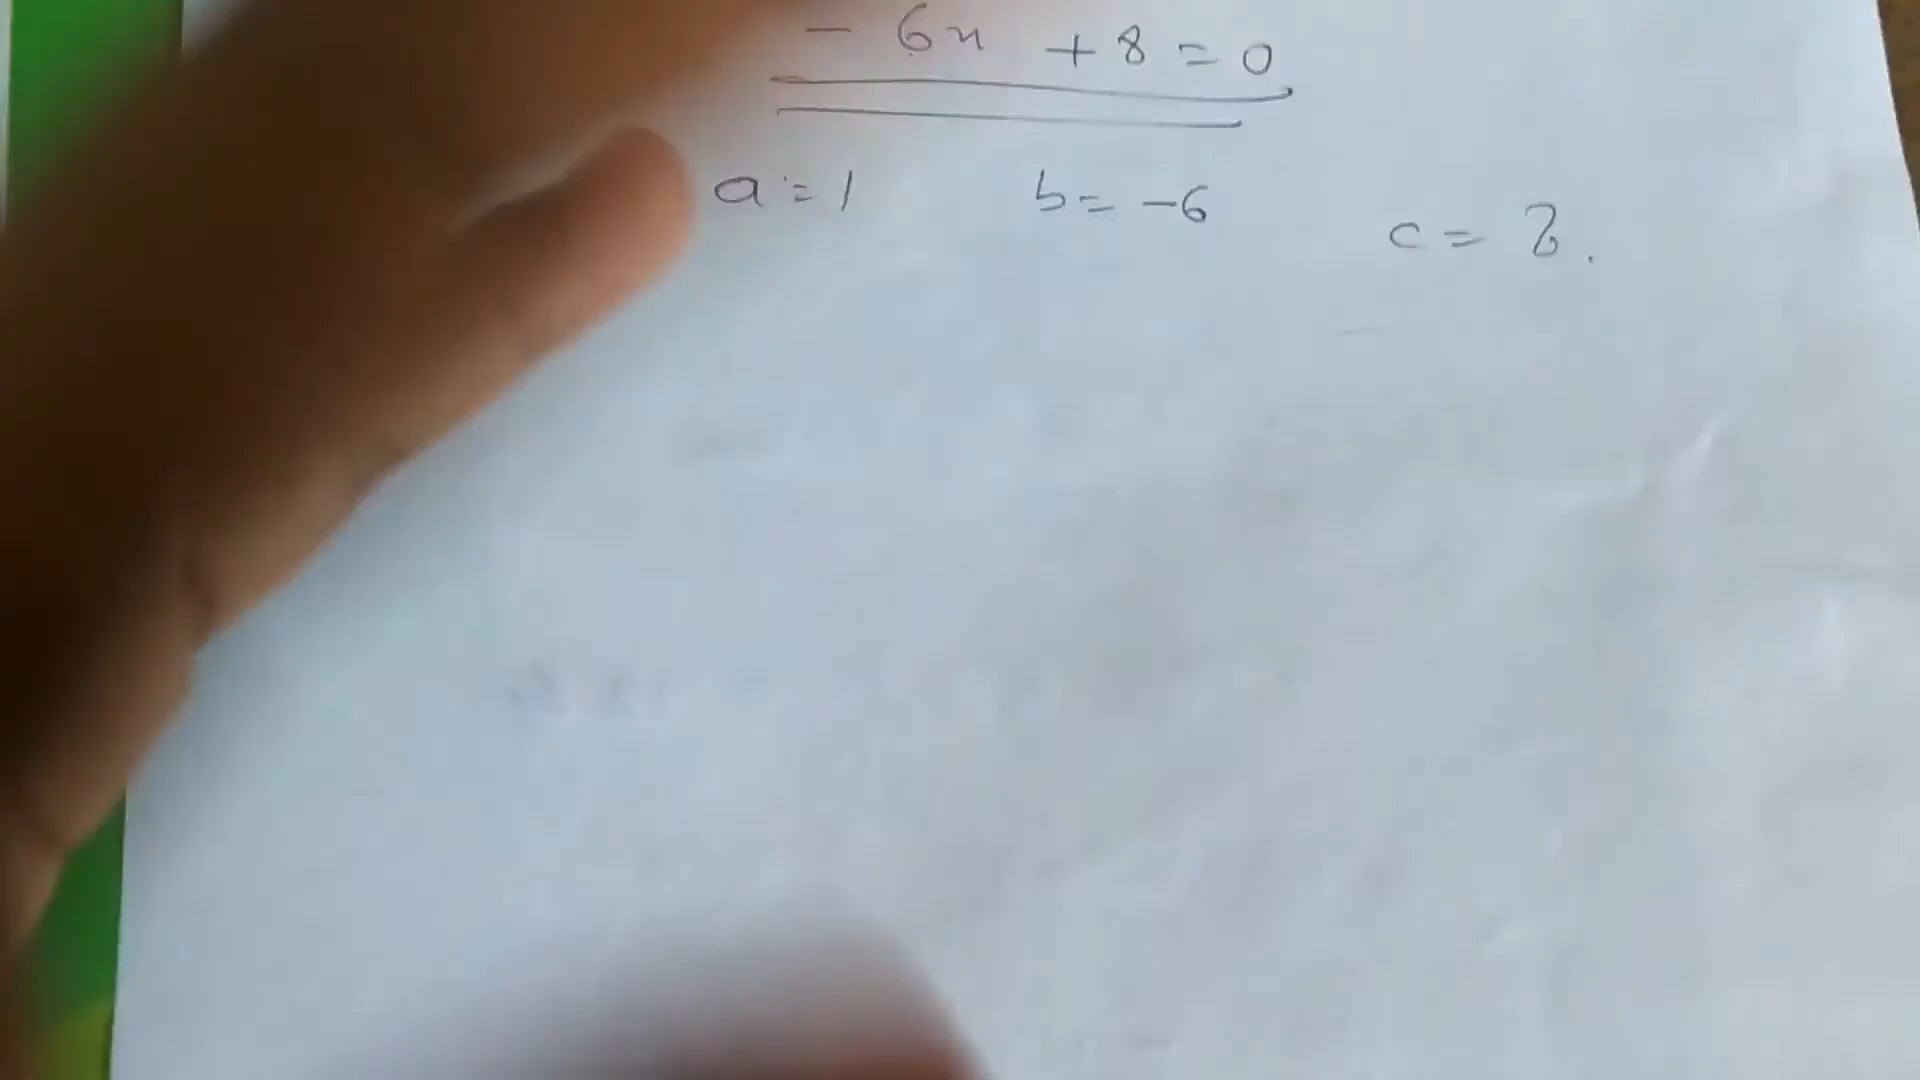 - 6x + 8 = 0
a = 1 b = -6 c = 8.